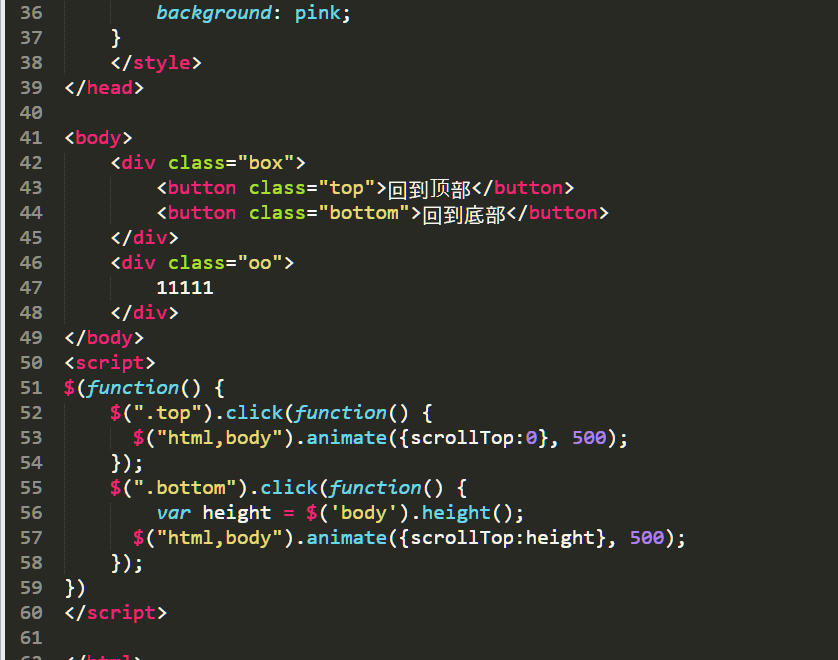 36 background: pink;
37 }
38 </style>
39 </head>
40
41 <body>
42 <div class="box">
43 <button class="top">回到顶部</button>
44 <button class="bottom">回到底部</button>
45 </div>
46 <div class="oo">
47 11111
48 </div>
49 </body>
50 <script>
51 $(function() {
52 $(".top").click(function() {
53 $("html,body").animate({scrollTop:0}, 500);
54 });
55 $(".bottom").click(function() {
56 var height = $('body').height();
57 $("html,body").animate({scrollTop:height}, 500);
58 });
59 })
60 </script>
61
62 </html>